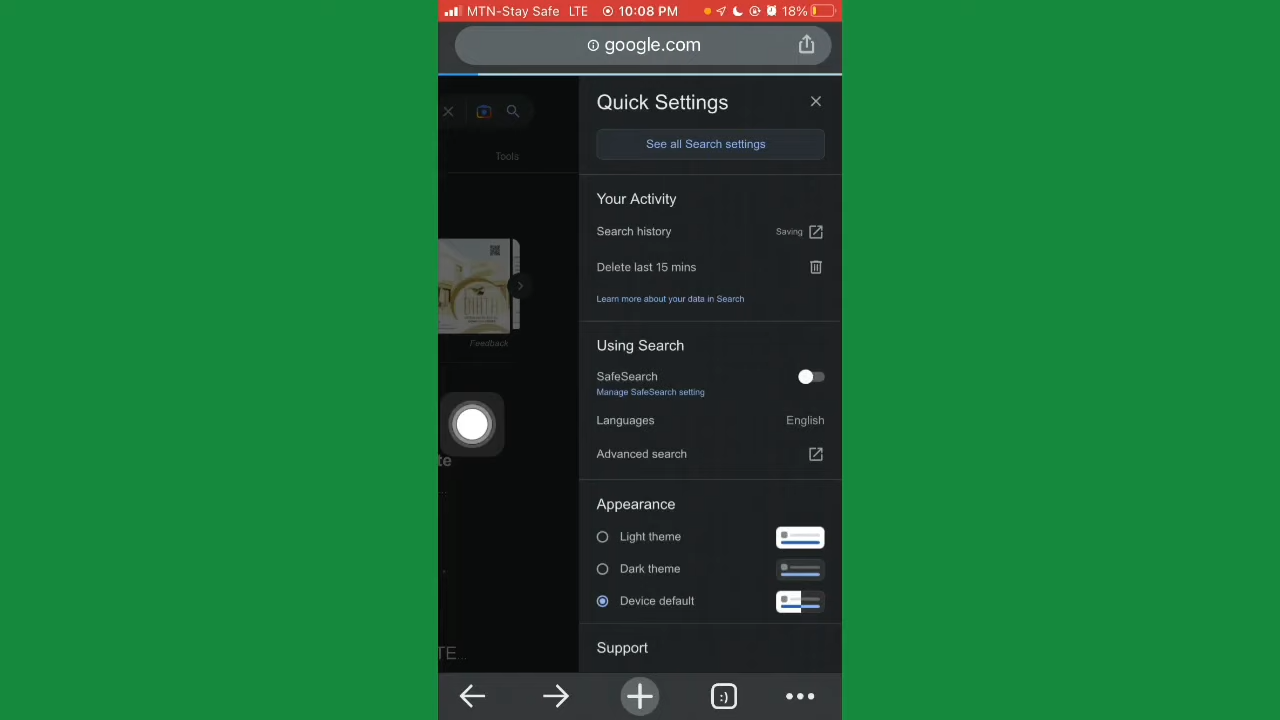 MTN-Stay Safe LTE 10:08 PM 18%
google.com
Quick Settings
See all Search settings
Tools
Your Activity
Search history Saving
Delete last 15 mins
Learn more about your data in Search
Feedback
Using Search
SafeSearch
Manage SafeSearch setting
Languages English
te
Advanced search
Appearance
Light theme
Dark theme
Device default
Support
TE...
:)